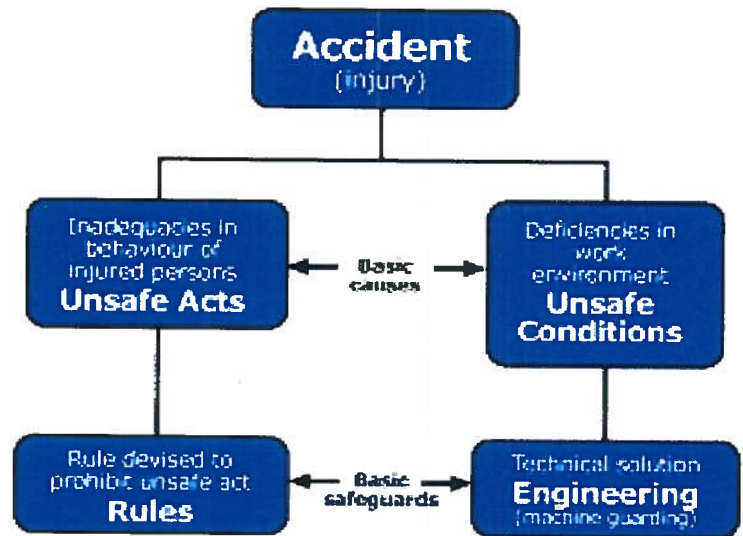 Accident
(injury)
Inadequacies in
behaviour of
injured persons
Unsafe Acts
Basic
causes
Deficiencies in
work
environment
Unsafe
Conditions
Rule devised to
prohibit unsafe act
Rules
Basic
safeguards
Technical solution
Engineering
(machine guarding)